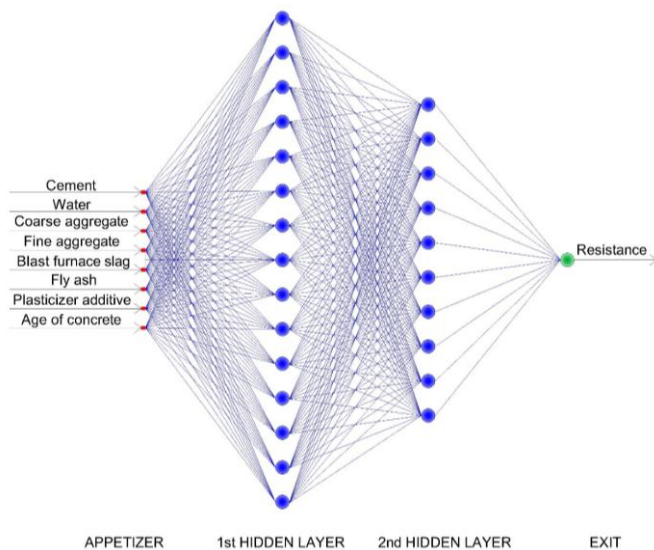 Cement
Water
Coarse aggregate
Fine aggregate
Blast furnace slag
Fly ash
Plasticizer additive
Age of concrete
Resistance
APPETIZER 1st HIDDEN LAYER 2nd HIDDEN LAYER EXIT